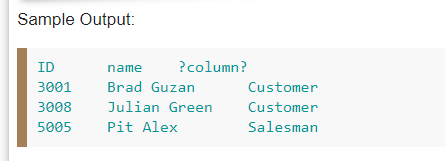 Sample Output:
ID name ?column?
3001 Brad Guzan Customer
3008 Julian Green Customer
5005 Pit Alex Salesman